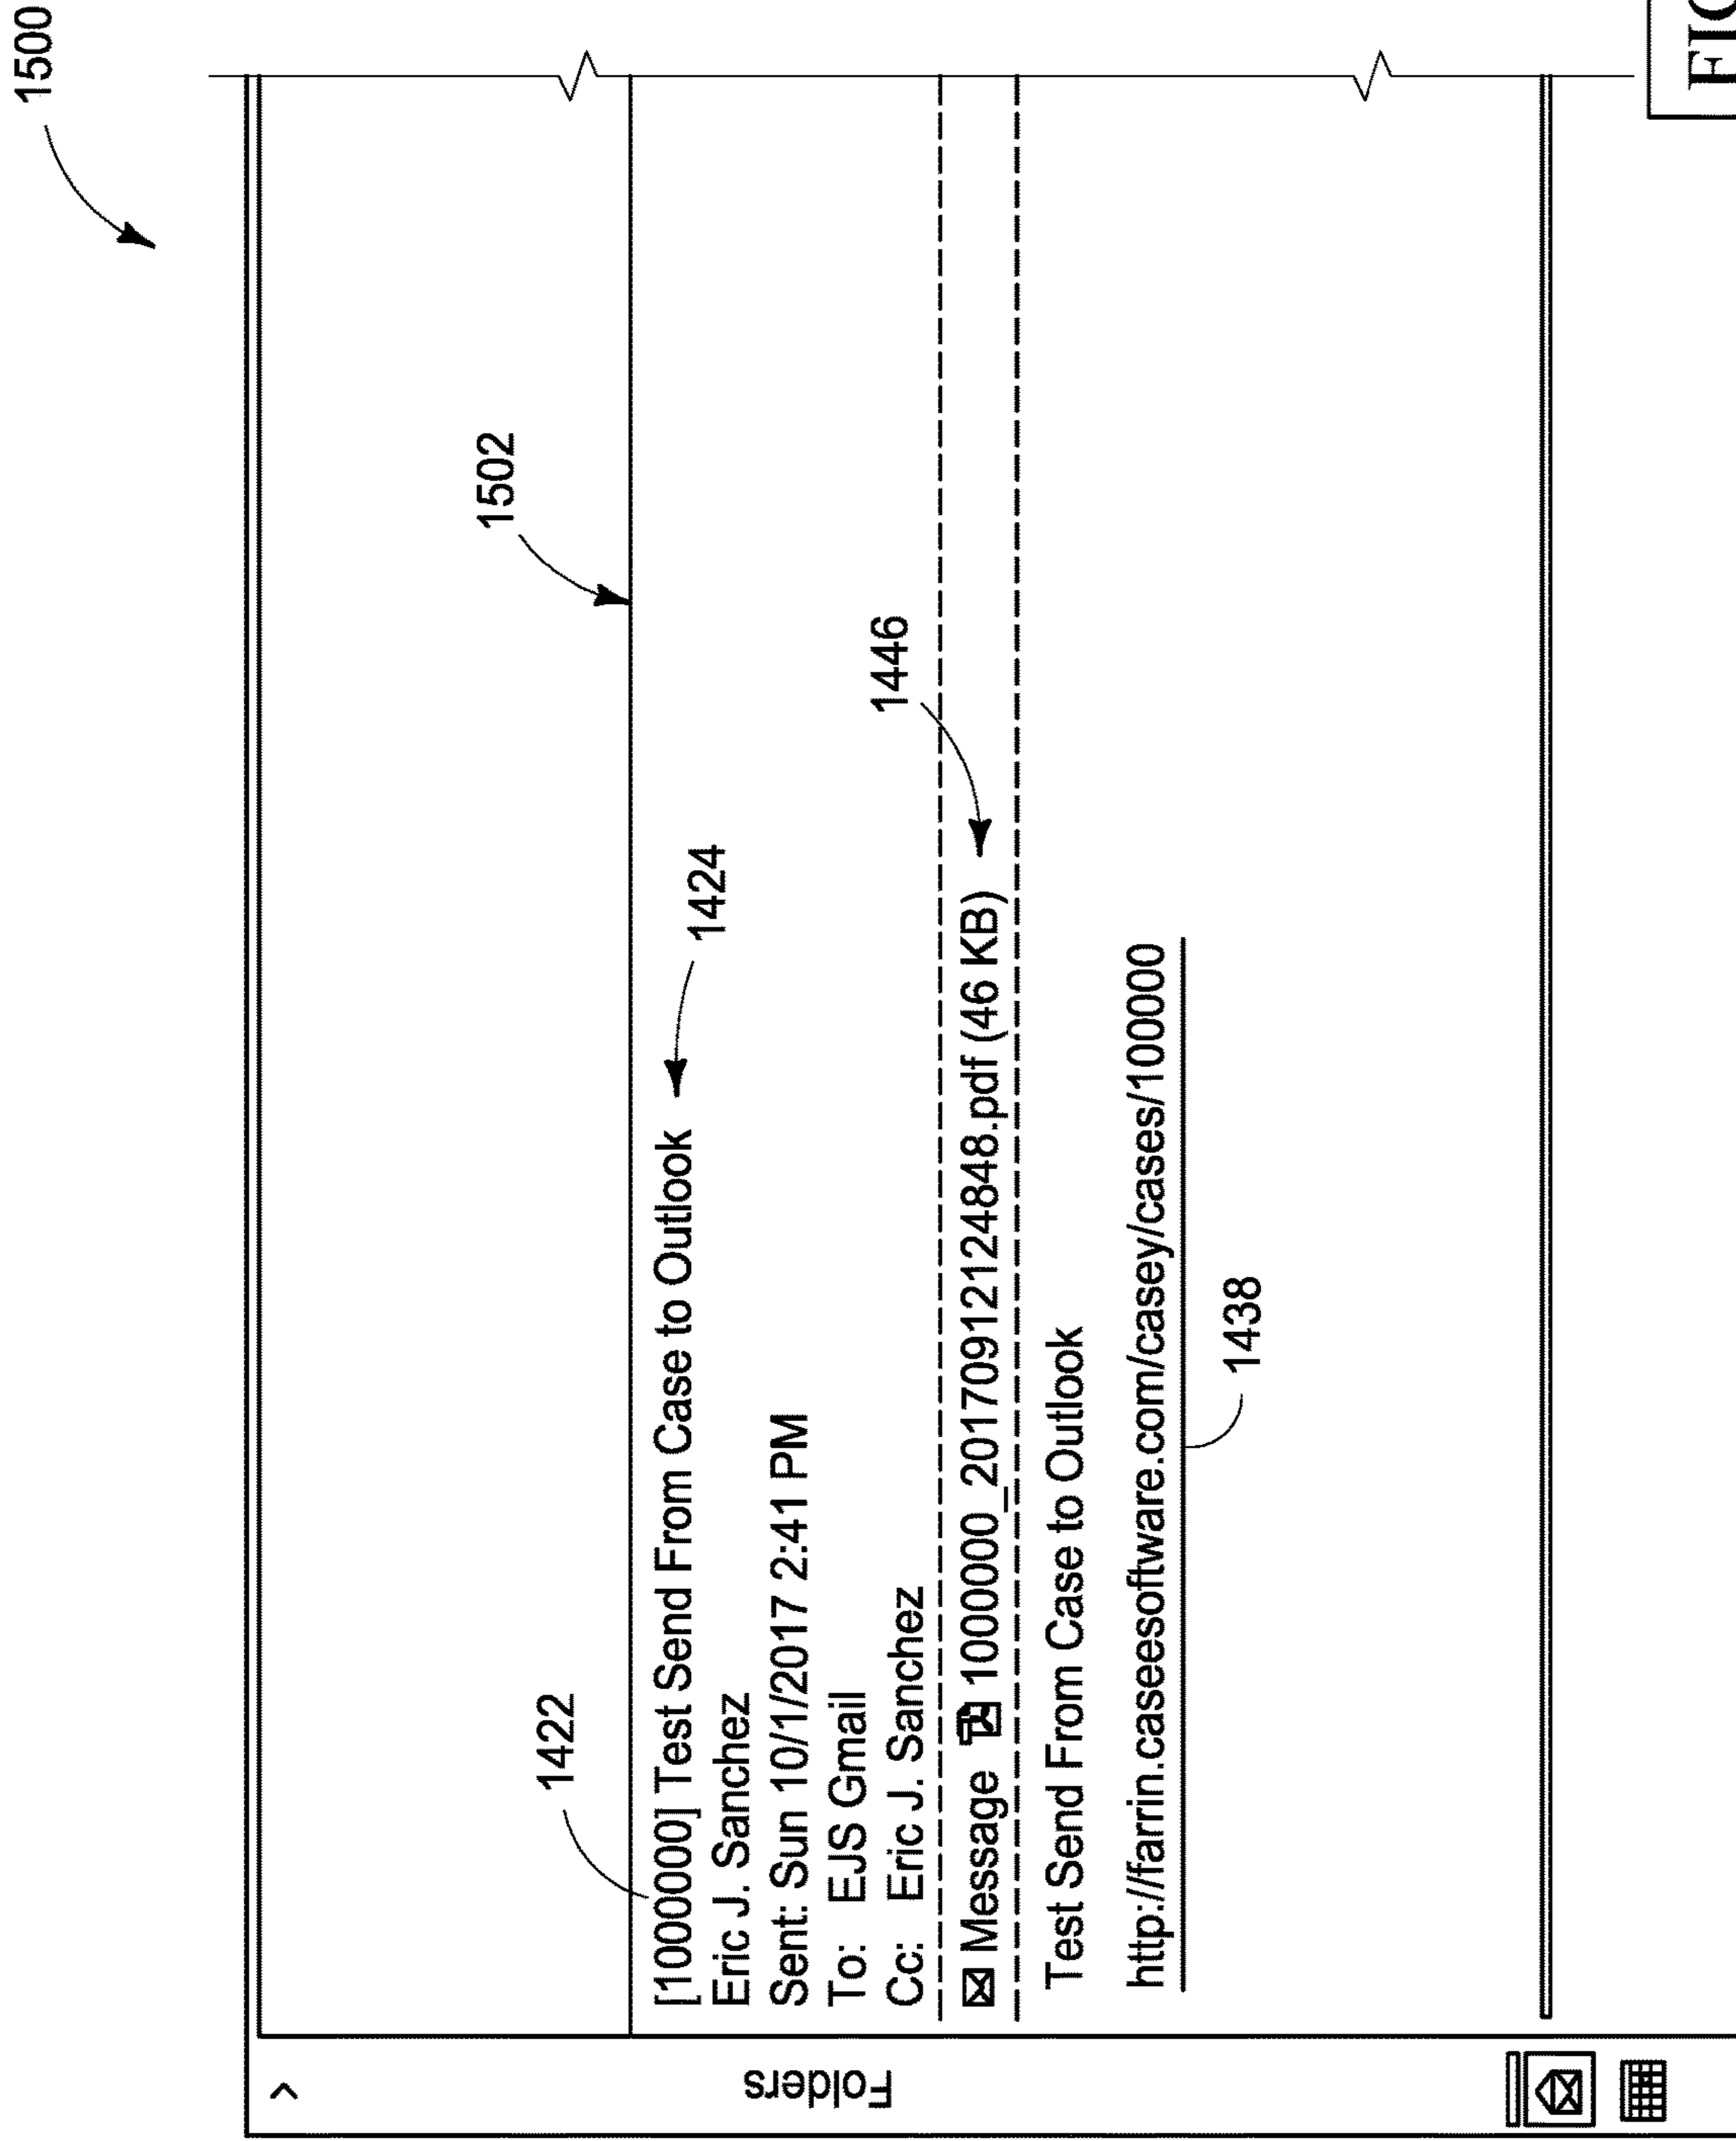 1500
1502
1422
[1000000] Test Send From Case to Outlook
1424
Eric J. Sanchez
Sent: Sun 10/1/2017 2:41 PM
To: EJS Gmail
Cc: Eric J. Sanchez
1446
Message 1000000_20170912124848.pdf (46 KB)
Test Send From Case to Outlook
http://farrin.caseesoftware.com/casey/cases/100000
1438
Folders